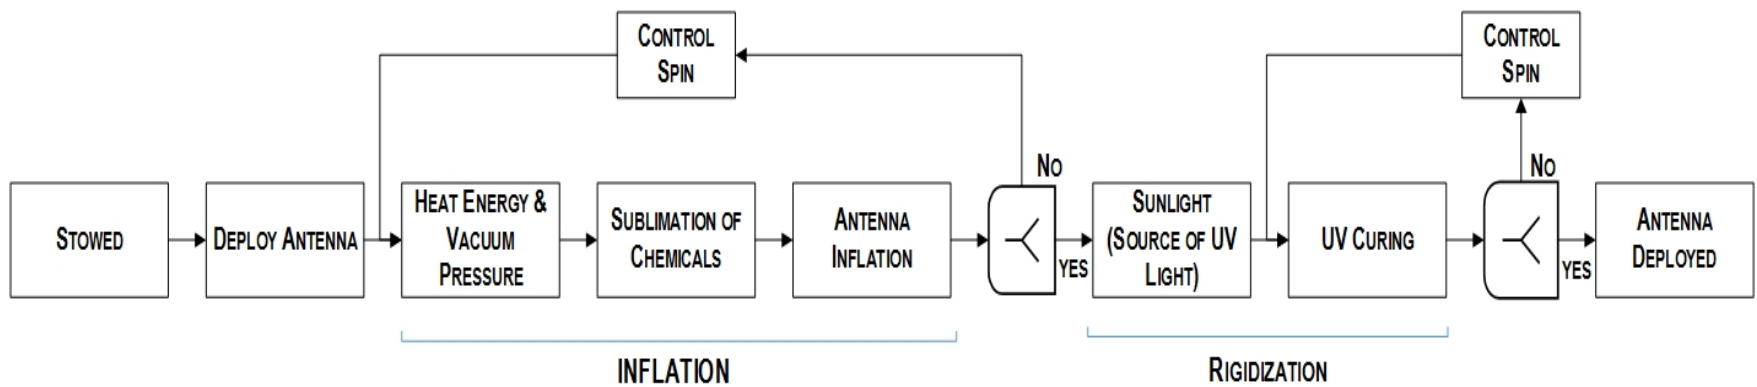 CONTROL
SPIN
CONTROL
SPIN
NO
NO
STOWED
DEPLOY ANTENNA
HEAT ENERGY &
VACUUM
PRESSURE
SUBLIMATION OF
CHEMICALS
ANTENNA
INFLATION
YES
SUNLIGHT
(SOURCE OF UV
LIGHT)
UV CURING
YES
ANTENNA
DEPLOYED
INFLATION
RIGIDIZATION